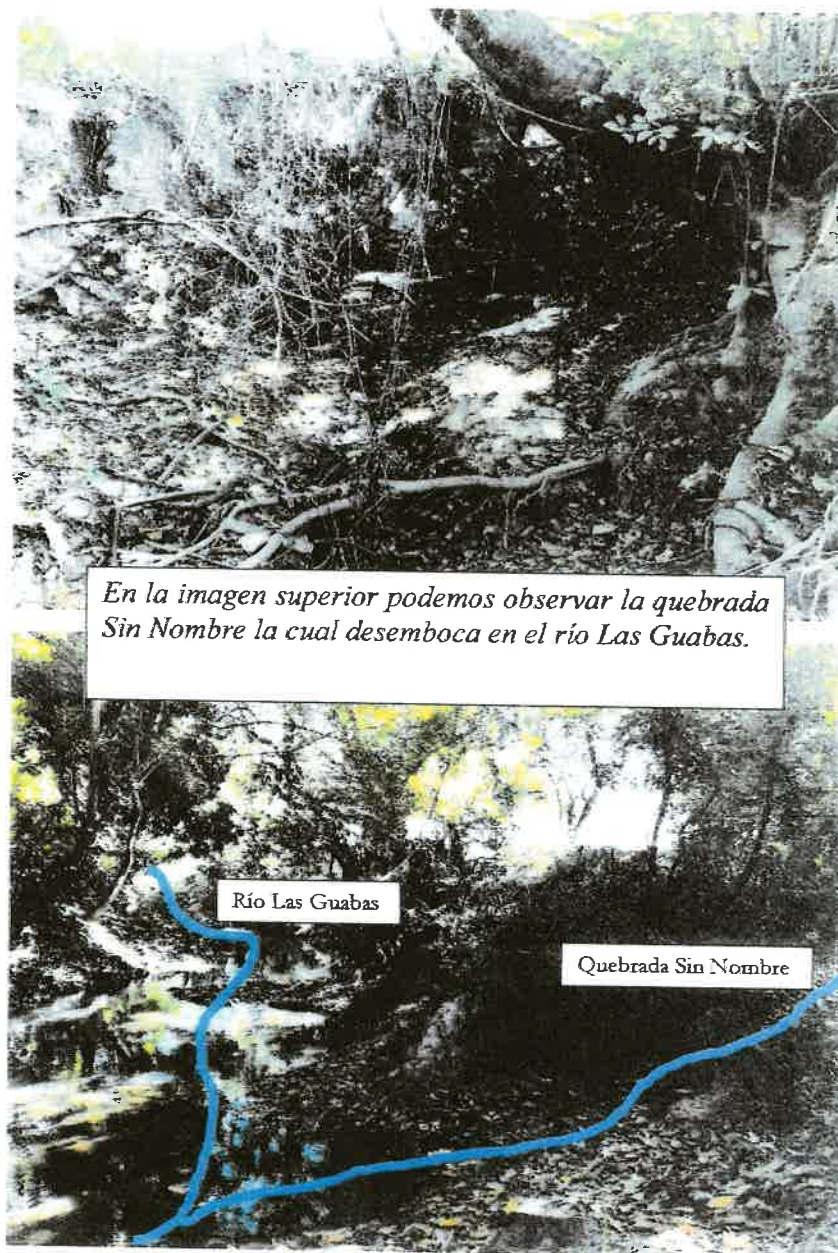 En la imagen superior podemos observar la quebrada
Sin Nombre la cual desemboca en el río Las Guabas.
Río Las Guabas
Quebrada Sin Nombre